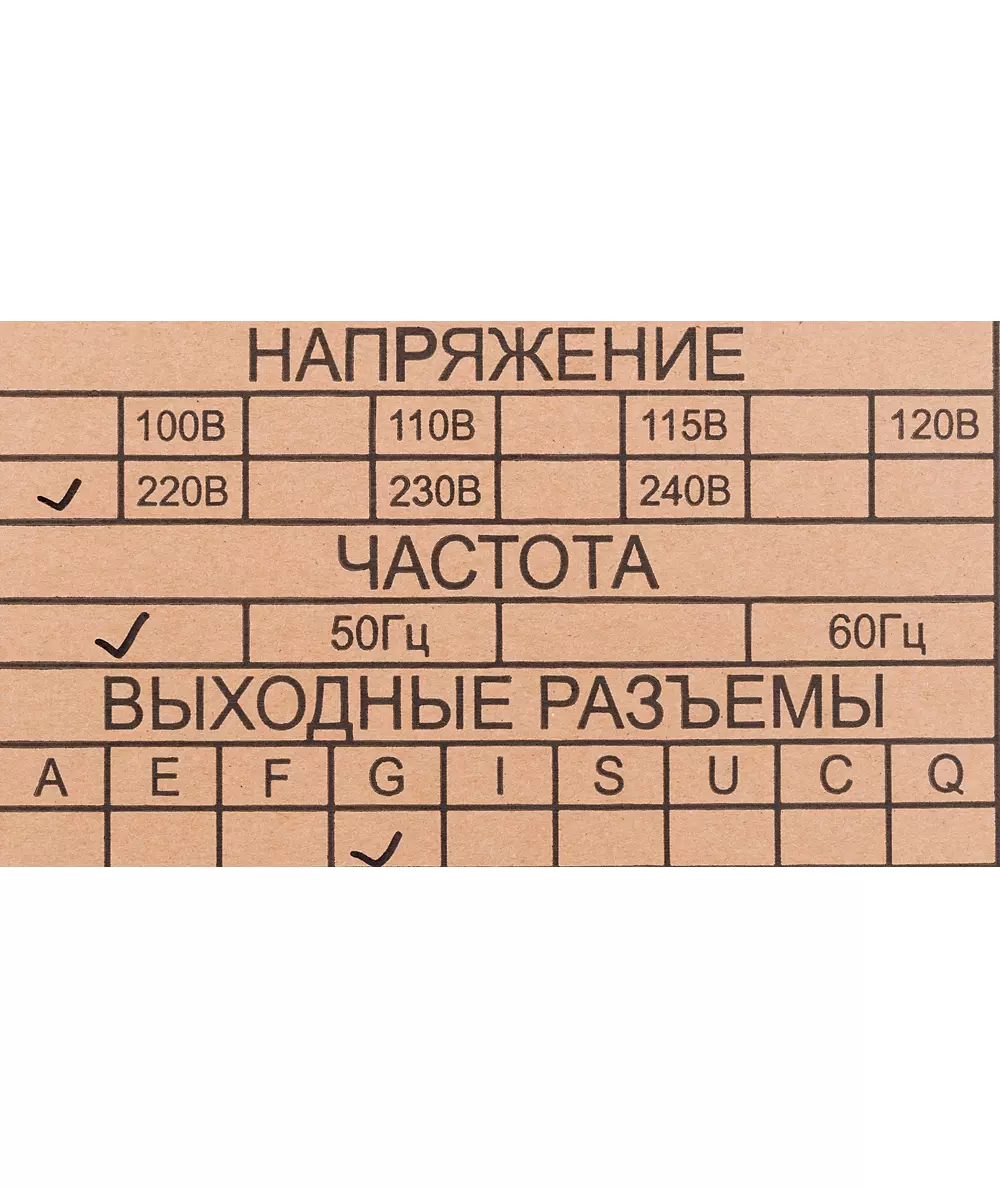 НАПРЯЖЕНИЕ
100В 110В 115В 120В
220В 230В 240В
ЧАСТОТА
50Гц 60Гц
ВЫХОДНЫЕ РАЗЪЕМЫ
A E F G I S U C Q